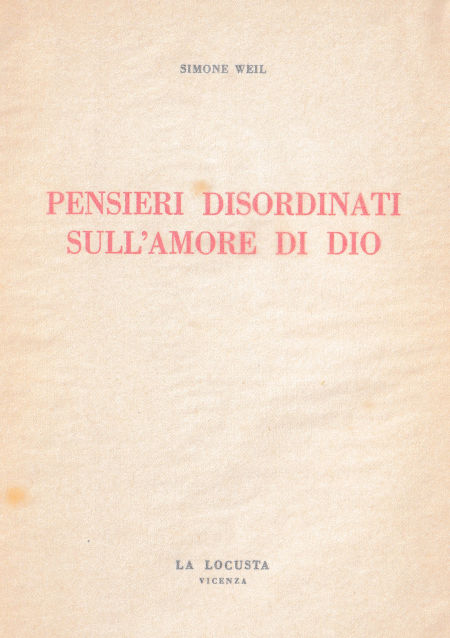 SIMONE WEIL
PENSIERI DISORDINATI
SULL'AMORE DI DIO
LA LOCUSTA
VICENZA